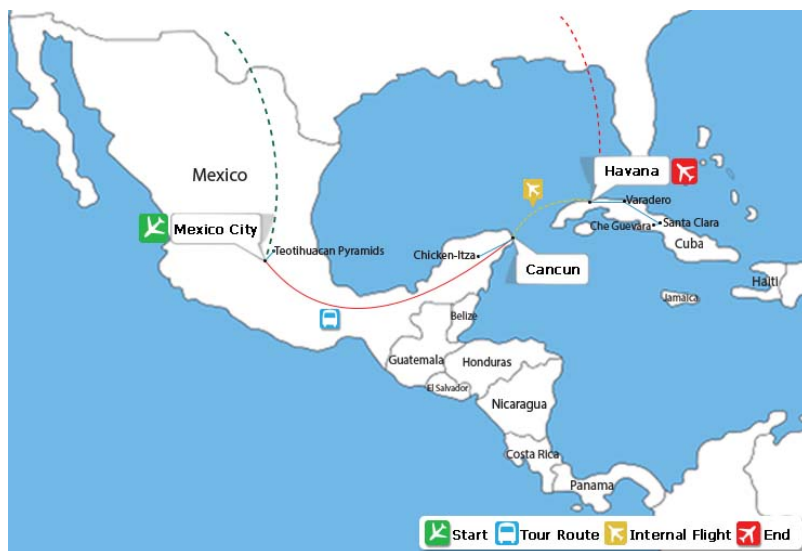 Mexico
Havana
Varadero
Mexico City
Che Guevara
Santa Clara
Teotihuacan Pyramids
Cuba
Chicken-Itza
Cancun
Haiti
Jamaica
Belize
Guatemala
Honduras
El Salvador
Nicaragua
Costa Rica
Panama
Start Tour Route Internal Flight End